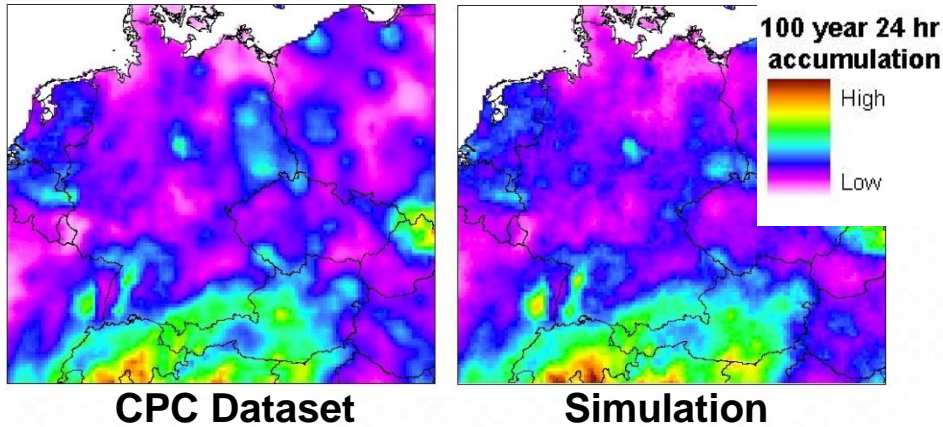 100 year 24 hr
accumulation
High
Low
CPC Dataset
Simulation